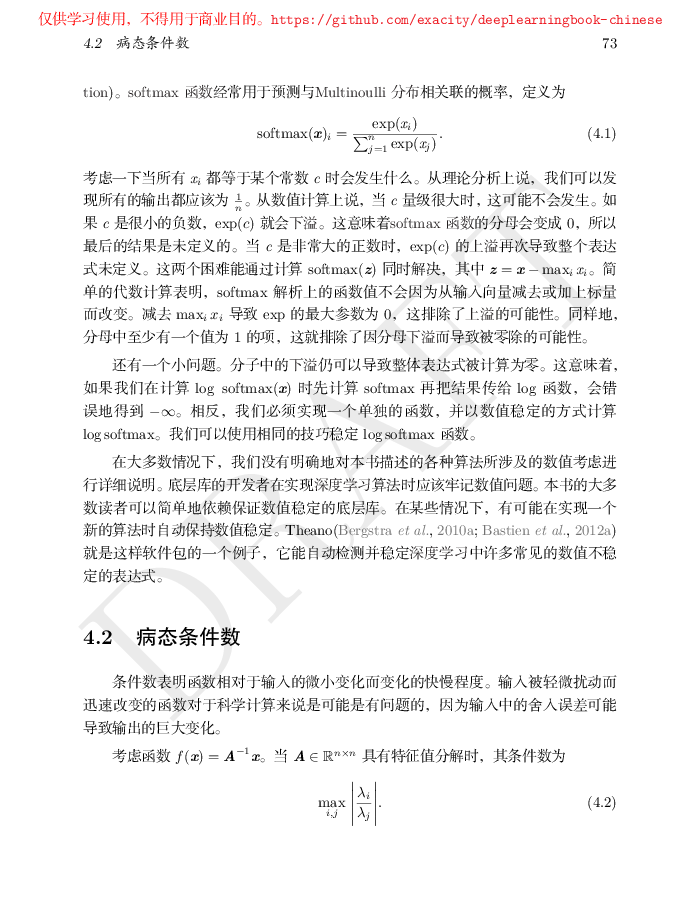 仅供学习使用，不得用于商业目的。https://github.com/exacity/deeplearningbook-chinese
4.2 病态条件数 73
tion)。softmax 函数经常用于预测与Multinoulli 分布相关联的概率，定义为
softmax(x)_i = exp(x_i) / ∑_{j=1}^{n} exp(x_j). (4.1)
考虑一下当所有 x_i 都等于某个常数 c 时会发生什么。从理论分析上说，我们可以发
现所有的输出都应该为 1/n。从数值计算上说，当 c 量级很大时，这可能不会发生。如
果 c 是很小的负数，exp(c) 就会下溢。这意味着softmax 函数的分母会变成 0，所以
最后的结果是未定义的。当 c 是非常大的正数时，exp(c) 的上溢再次导致整个表达
式未定义。这两个困难能通过计算 softmax(z) 同时解决，其中 z = x − max_i x_i。简
单的代数计算表明，softmax 解析上的函数值不会因为从输入向量减去或加上标量
而改变。减去 max_i x_i 导致 exp 的最大参数为 0，这排除了上溢的可能性。同样地，
分母中至少有一个值为 1 的项，这就排除了因分母下溢而导致被零除的可能性。
还有一个小问题。分子中的下溢仍可以导致整体表达式被计算为零。这意味着，
如果我们在计算 log softmax(x) 时先计算 softmax 再把结果传给 log 函数，会错
误地得到 −∞。相反，我们必须实现一个单独的函数，并以数值稳定的方式计算
log softmax。我们可以使用相同的技巧稳定 log softmax 函数。
在大多数情况下，我们没有明确地对本书描述的各种算法所涉及的数值考虑进
行详细说明。底层库的开发者在实现深度学习算法时应该牢记数值问题。本书的大多
数读者可以简单地依赖保证数值稳定的底层库。在某些情况下，有可能在实现一个
新的算法时自动保持数值稳定。Theano(Bergstra et al., 2010a; Bastien et al., 2012a)
就是这样软件包的一个例子，它能自动检测并稳定深度学习中许多常见的数值不稳
定的表达式。
4.2 病态条件数
条件数表明函数相对于输入的微小变化而变化的快慢程度。输入被轻微扰动而
迅速改变的函数对于科学计算来说是可能是有问题的，因为输入中的舍入误差可能
导致输出的巨大变化。
考虑函数 f(x) = A^{−1}x。当 A ∈ ℝ^{n×n} 具有特征值分解时，其条件数为
max_{i,j} |λ_i / λ_j|. (4.2)
DRAFT